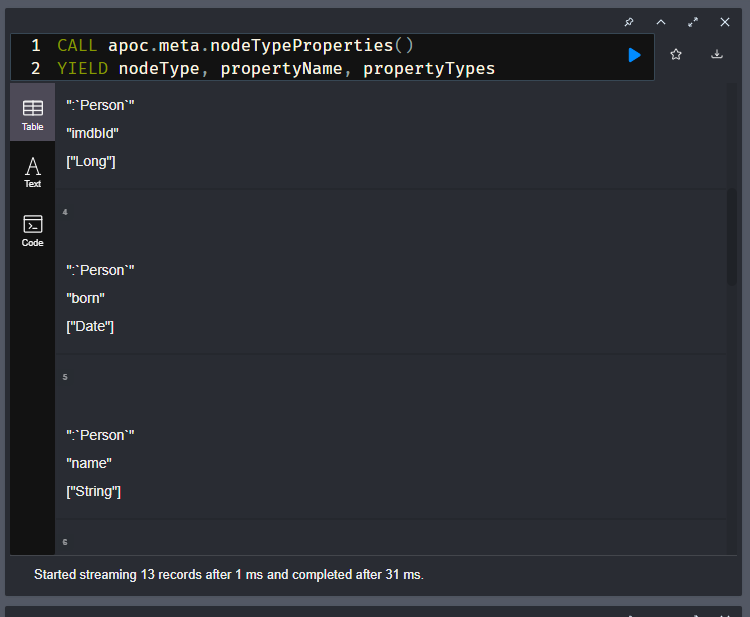 1 CALL apoc.meta.nodeTypeProperties()
2 YIELD nodeType, propertyName, propertyTypes
Table
Text
Code
":`Person`"
"imdbId"
["Long"]
4
":`Person`"
"born"
["Date"]
5
":`Person`"
"name"
["String"]
6
Started streaming 13 records after 1 ms and completed after 31 ms.